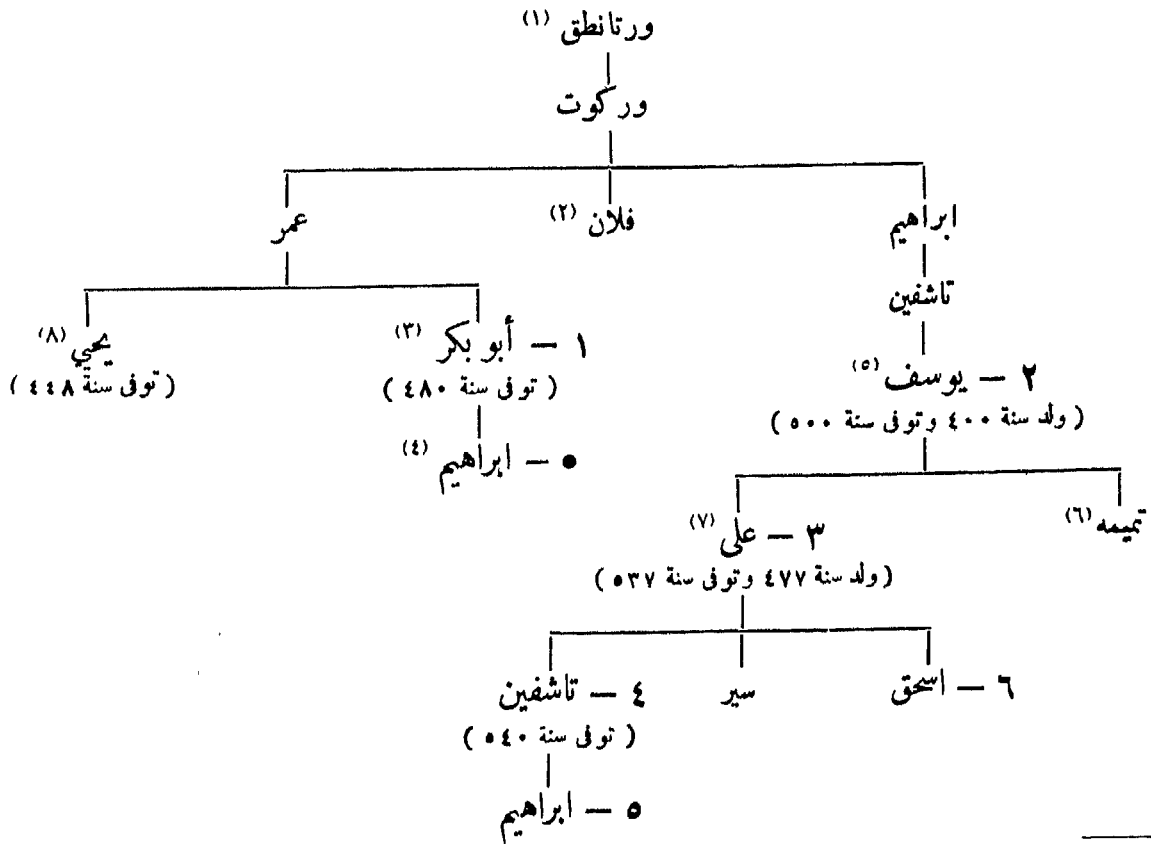 ورتانطق (١)
وركوت
ابراهيم
فلان (٢)
عمر
تاشفين
١ — أبو بكر (٣)
يحيي (٨)
٢ — يوسف (٥)
( توفى سنة ٤٨٠ )
( توفى سنة ٤٤٨ )
( ولد سنة ٤٠٠ وتوفى سنة ٥٠٠ )
● — ابراهيم (٤)
تميمه (٦)
٣ — على (٧)
( ولد سنة ٤٧٧ وتوفى سنة ٥٣٧ )
٦ — اسحق
سير
٤ — تاشفين
( توفى سنة ٥٤٠ )
٥ — ابراهيم